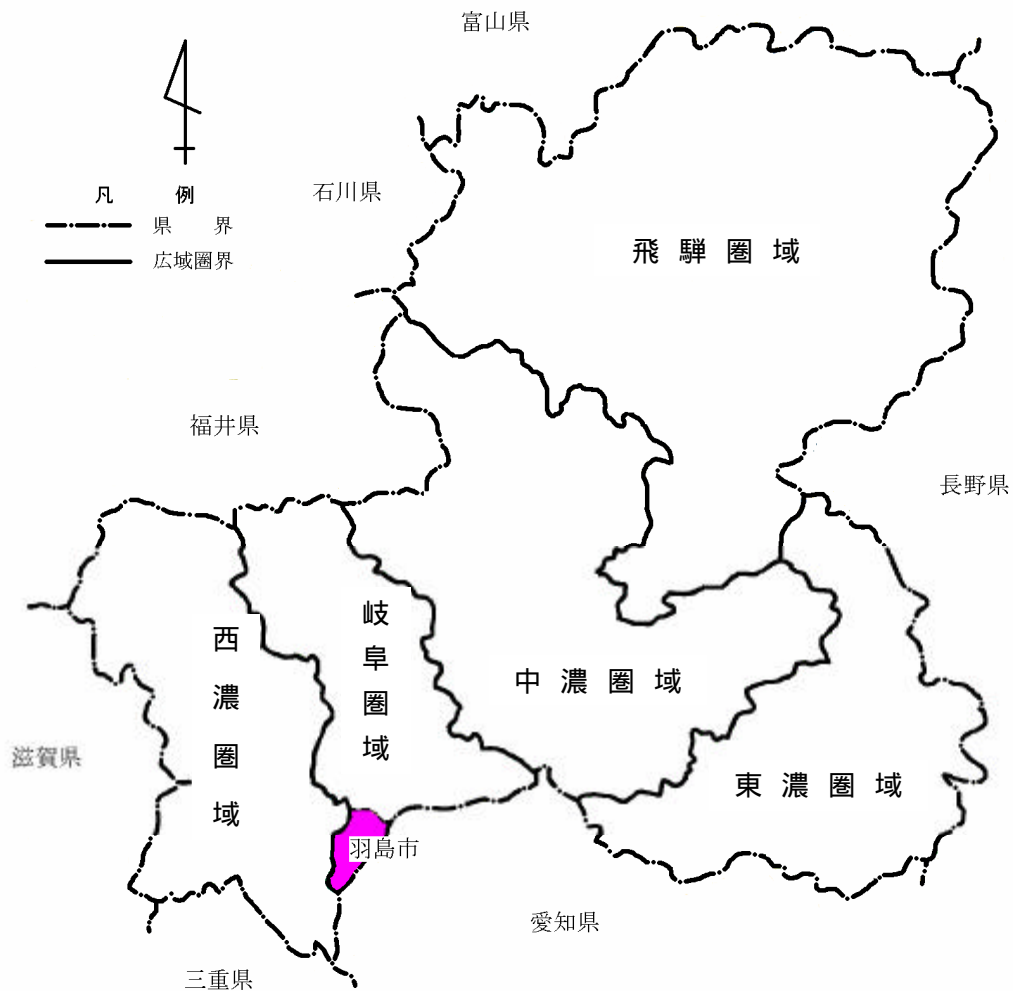 富山県
石川県
凡 例
県 界
広域圏界
飛騨圏域
福井県
長野県
岐阜圏域
西濃圏域
中濃圏域
滋賀県
東濃圏域
羽島市
愛知県
三重県